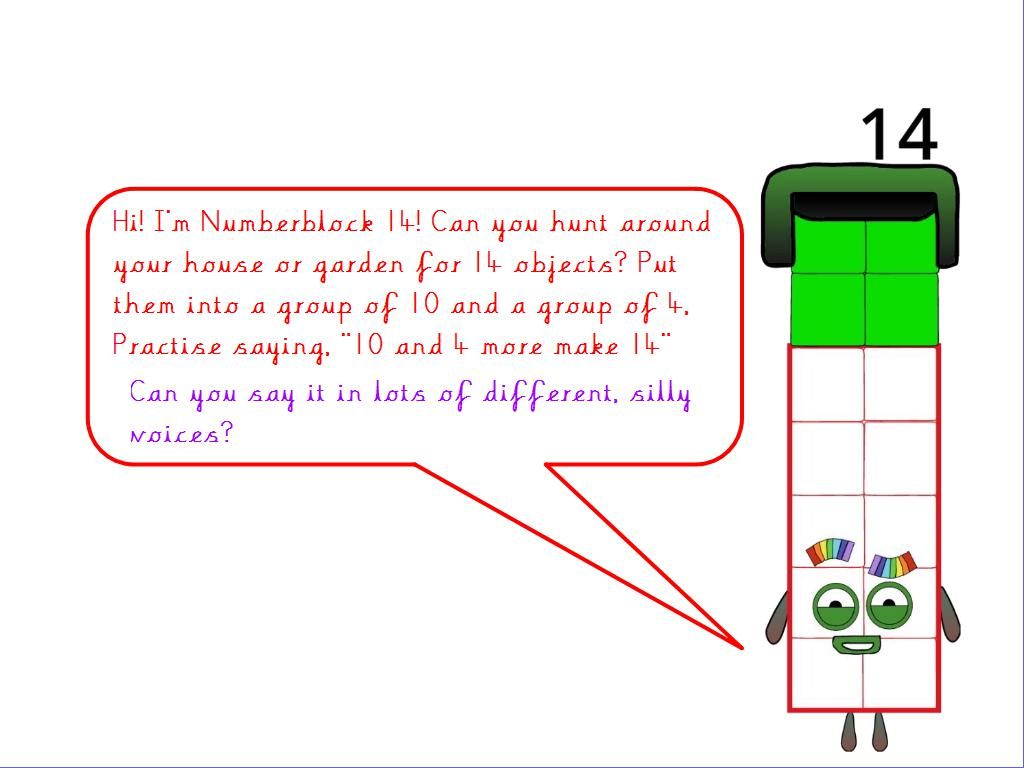 14
Hi! I'm Numberblock 14! Can you hunt around
your house or garden for 14 objects? Put
them into a group of 10 and a group of 4.
Practise saying, "10 and 4 more make 14"
Can you say it in lots of different, silly
voices?